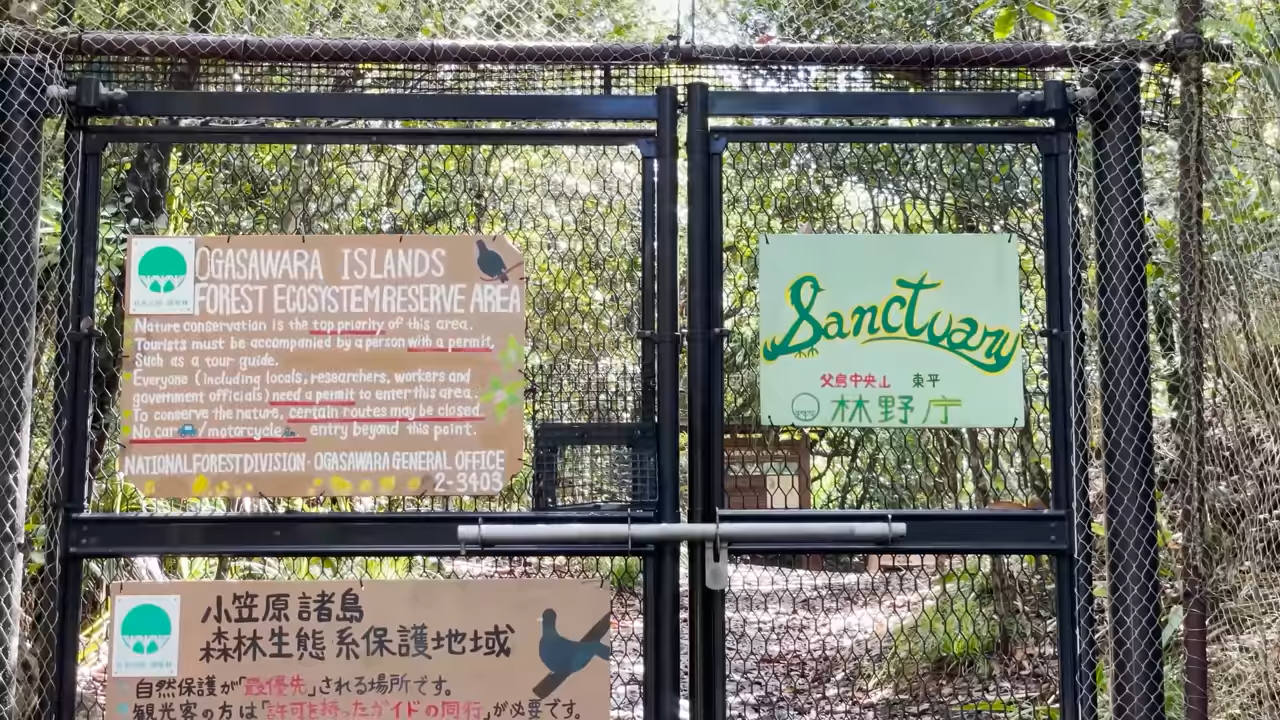 OGASAWARA ISLANDS
FOREST ECOSYSTEM RESERVE AREA
Nature conservation is the top priority of this area.
Tourists must be accompanied by a person with a permit,
Such as a tour guide.
Everyone (including locals, researchers, workers and
government officials) need a permit to enter this area.
To conserve the nature, certain routes may be closed.
No car/motorcycle entry beyond this point.
NATIONAL FOREST DIVISION・OGASAWARA GENERAL OFFICE
2-3403
Sanctuary
父島中央山 東平
林野庁
小笠原諸島
森林生態系保護地域
自然保護が「最優先」される場所です。
観光客の方は「許可を持ったガイドの同行」が必要です。